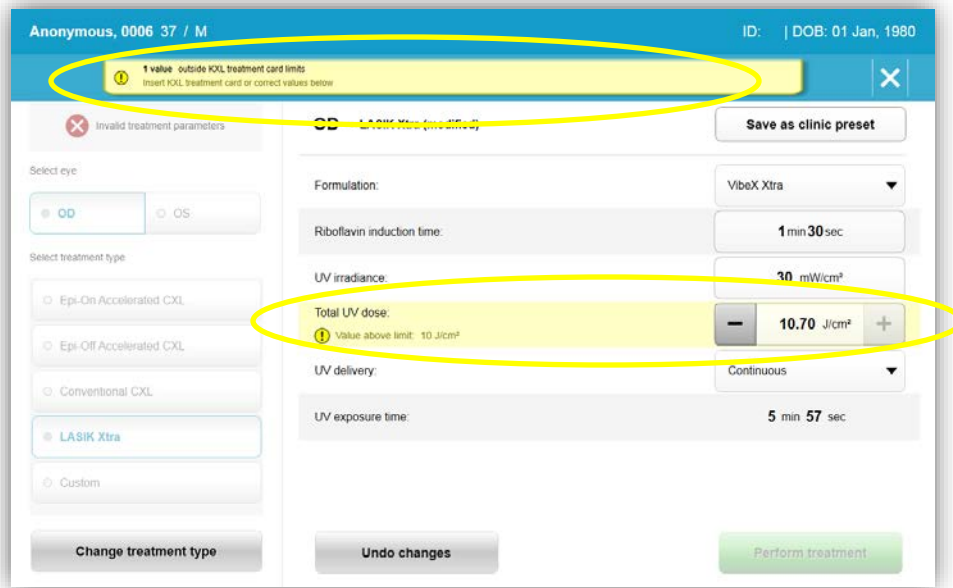 Anonymous, 0006 37 / M
ID: | DOB: 01 Jan, 1980
1 value outside KXL treatment card limits
Insert KXL treatment card or correct values below
Invalid treatment parameters
LASIK Xtra (modified)
Save as clinic preset
Select eye
OD
OS
Select treatment type
Epi-On Accelerated CXL
Epi-Off Accelerated CXL
Conventional CXL
LASIK Xtra
Custom
Change treatment type
Formulation: VibeX Xtra
Riboflavin induction time: 1 min 30 sec
UV irradiance: 30 mW/cm²
Total UV dose: 10.70 J/cm²
Value above limit: 10 J/cm²
UV delivery: Continuous
UV exposure time: 5 min 57 sec
Undo changes
Perform treatment